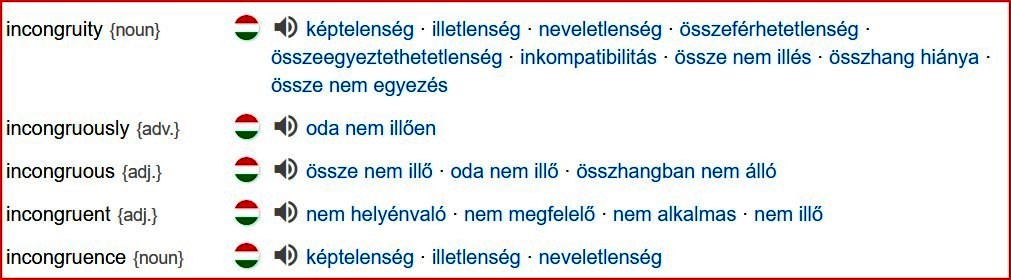 incongruity {noun} képtelenség · illetlenség · neveletlenség · összeférhetetlenség ·
összeegyeztethetetlenség · inkompatibilitás · össze nem illés · összhang hiánya ·
össze nem egyezés
incongruously {adv.} oda nem illően
incongruous {adj.} össze nem illő · oda nem illő · összhangban nem álló
incongruent {adj.} nem helyénvaló · nem megfelelő · nem alkalmas · nem illő
incongruence {noun} képtelenség · illetlenség · neveletlenség